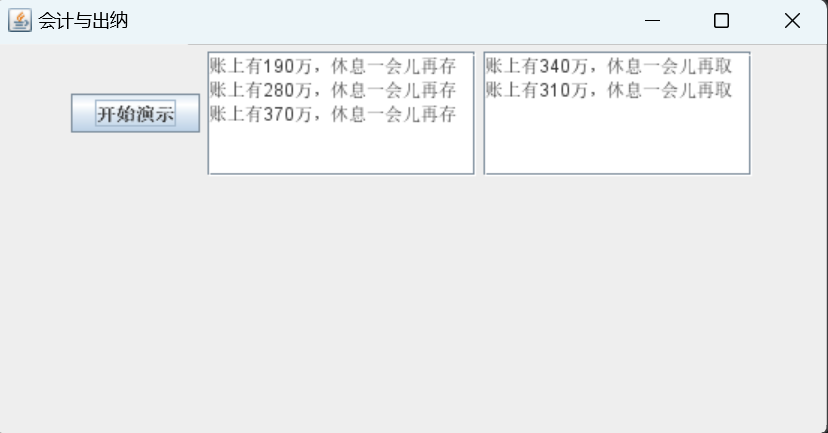 会计与出纳
开始演示
账上有190万，休息一会儿再存
账上有280万，休息一会儿再存
账上有370万，休息一会儿再存
账上有340万，休息一会儿再取
账上有310万，休息一会儿再取